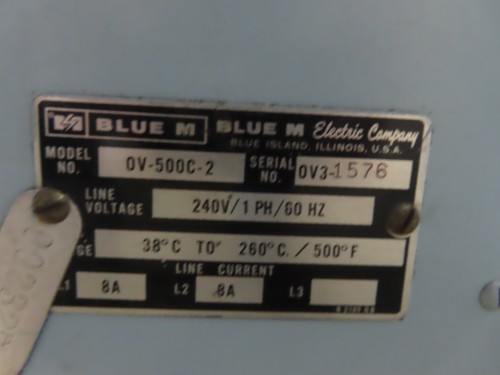 BLUE M BLUE M Electric Company
BLUE ISLAND, ILLINOIS, U.S.A.
MODEL NO. OV-500C-2 SERIAL NO. OV3-1576
LINE VOLTAGE 240V/1 PH/60 HZ
GE 38°C TO 260°C. / 500°F
LINE CURRENT
L1 8A L2 8A L3